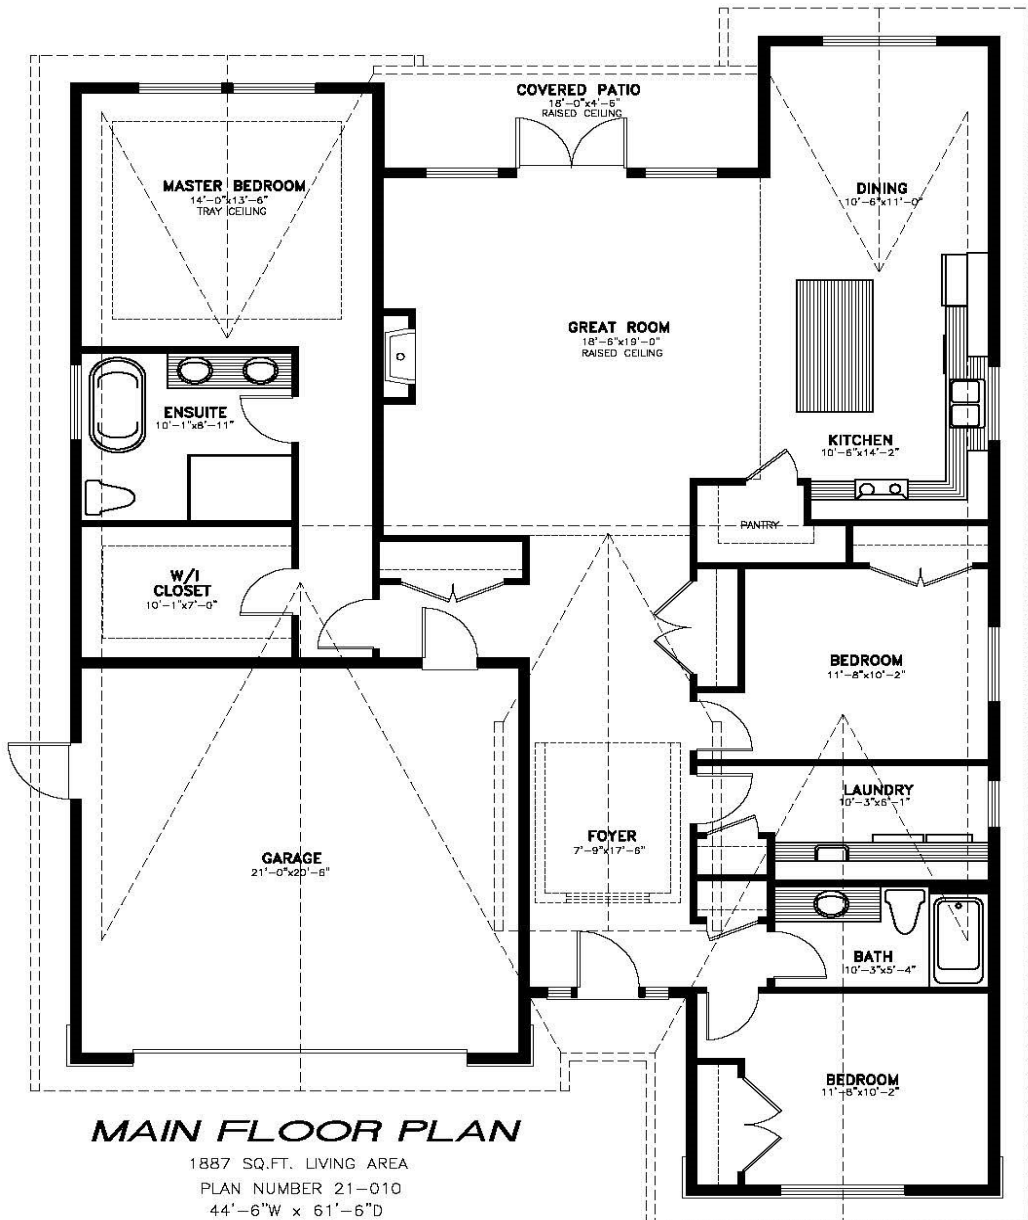 COVERED PATIO
18'-0"x4'-6"
RAISED CEILING
MASTER BEDROOM
14'-0"x13'-6"
TRAY CEILING
DINING
10'-6"x11'-0"
GREAT ROOM
18'-6"x19'-0"
RAISED CEILING
ENSUITE
10'-1"x8'-11"
KITCHEN
10'-6"x14'-2"
PANTRY
W/I
CLOSET
10'-1"x7'-0"
BEDROOM
11'-8"x10'-2"
LAUNDRY
10'-3"x6'-1"
FOYER
7'-9"x17'-6"
GARAGE
21'-0"x20'-6"
BATH
10'-3"x5'-4"
BEDROOM
11'-8"x10'-2"
MAIN FLOOR PLAN
1887 SQ.FT. LIVING AREA
PLAN NUMBER 21-010
44'-6"W x 61'-6"D